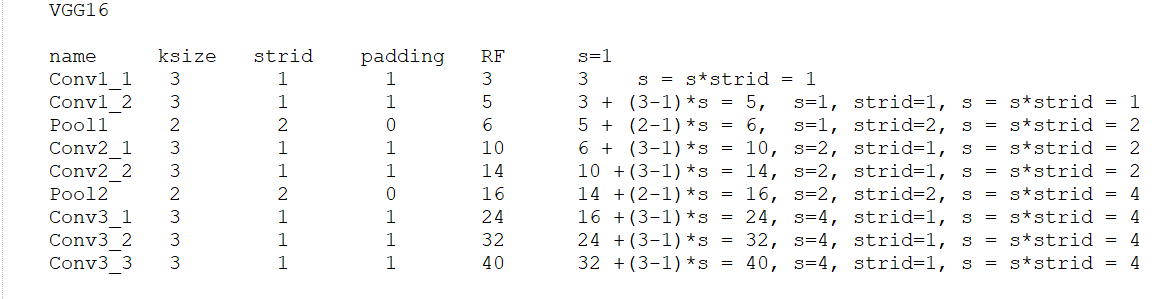 VGG16
name ksize strid padding RF s=1
Conv1_1 3 1 1 3 3 s = s*strid = 1
Conv1_2 3 1 1 5 3 + (3-1)*s = 5, s=1, strid=1, s = s*strid = 1
Pool1 2 2 0 6 5 + (2-1)*s = 6, s=1, strid=2, s = s*strid = 2
Conv2_1 3 1 1 10 6 + (3-1)*s = 10, s=2, strid=1, s = s*strid = 2
Conv2_2 3 1 1 14 10 +(3-1)*s = 14, s=2, strid=1, s = s*strid = 2
Pool2 2 2 0 16 14 +(2-1)*s = 16, s=2, strid=2, s = s*strid = 4
Conv3_1 3 1 1 24 16 +(3-1)*s = 24, s=4, strid=1, s = s*strid = 4
Conv3_2 3 1 1 32 24 +(3-1)*s = 32, s=4, strid=1, s = s*strid = 4
Conv3_3 3 1 1 40 32 +(3-1)*s = 40, s=4, strid=1, s = s*strid = 4